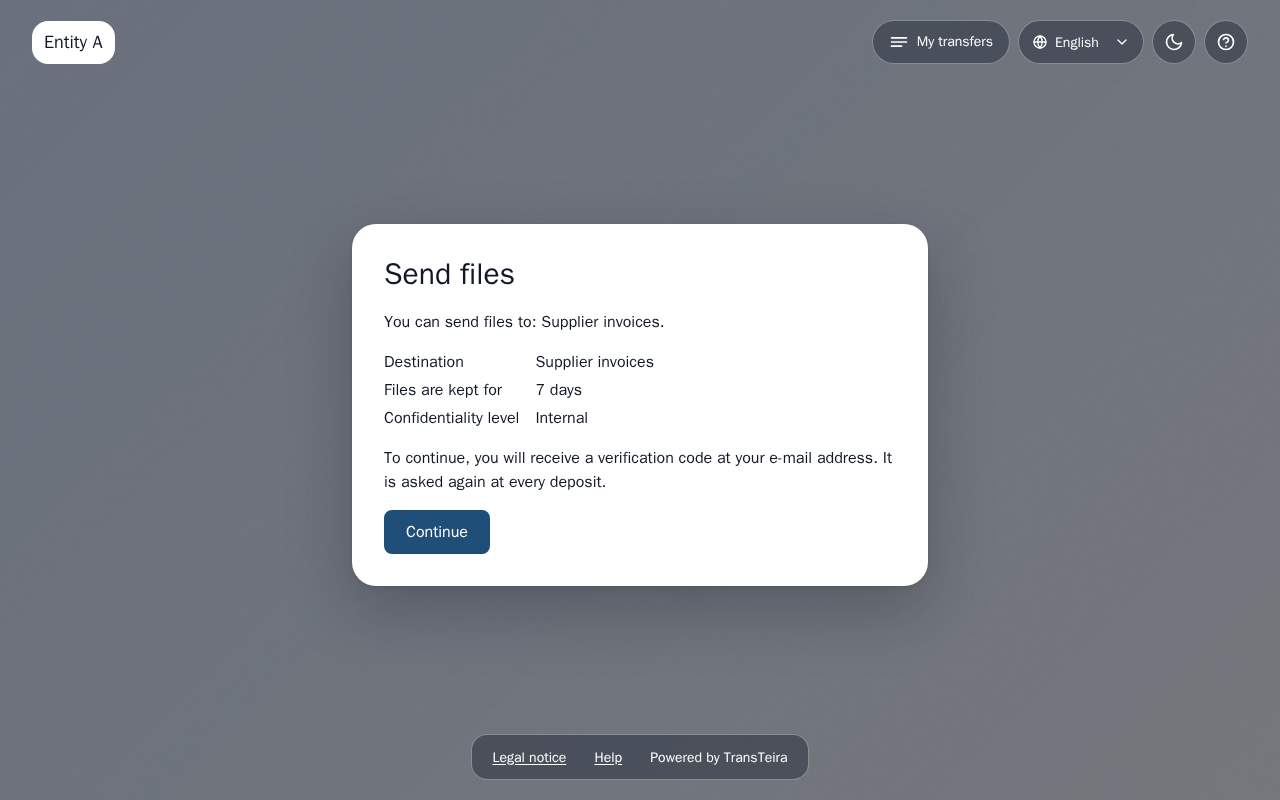 Entity A
My transfers
English
Send files
You can send files to: Supplier invoices.
Destination Supplier invoices
Files are kept for 7 days
Confidentiality level Internal
To continue, you will receive a verification code at your e-mail address. It
is asked again at every deposit.
Continue
Legal notice Help Powered by TransTeira